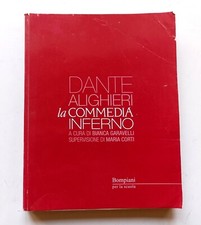 DANTE
ALIGHIERI
la COMMEDIA
INFERNO
A CURA DI BIANCA GARAVELLI
SUPERVISIONE DI MARIA CORTI
Bompiani
per la scuola